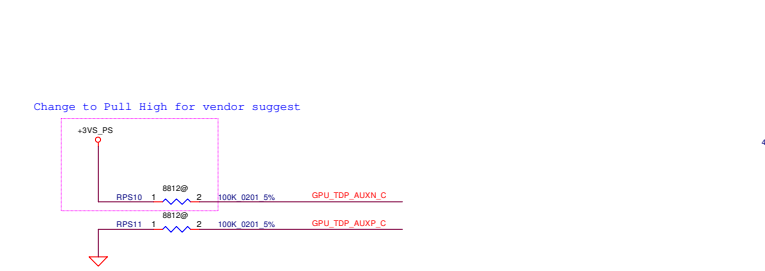 Change to Pull High for vendor suggest
+3VS_PS
4
8812@
RPS10 1 2 100K_0201_5% GPU_TDP_AUXN_C
8812@
RPS11 1 2 100K_0201_5% GPU_TDP_AUXP_C